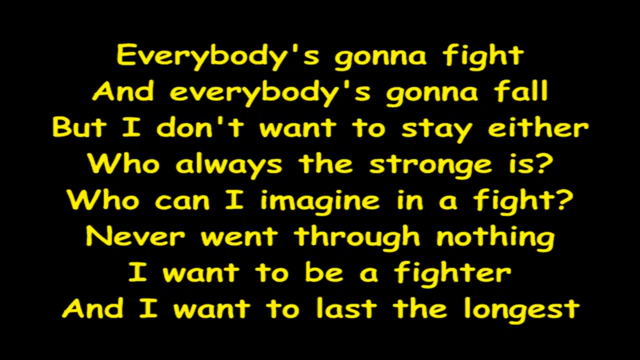 Everybody's gonna fight
And everybody's gonna fall
But I don't want to stay either
Who always the stronge is?
Who can I imagine in a fight?
Never went through nothing
I want to be a fighter
And I want to last the longest